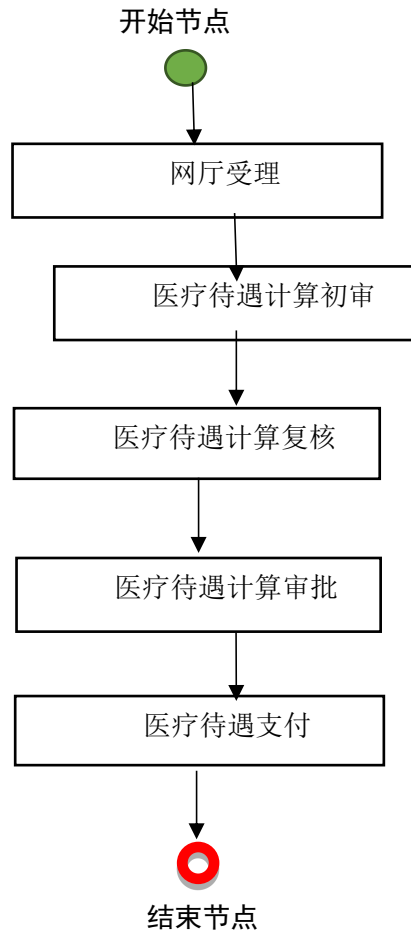 开始节点
网厅受理
医疗待遇计算初审
医疗待遇计算复核
医疗待遇计算审批
医疗待遇支付
结束节点